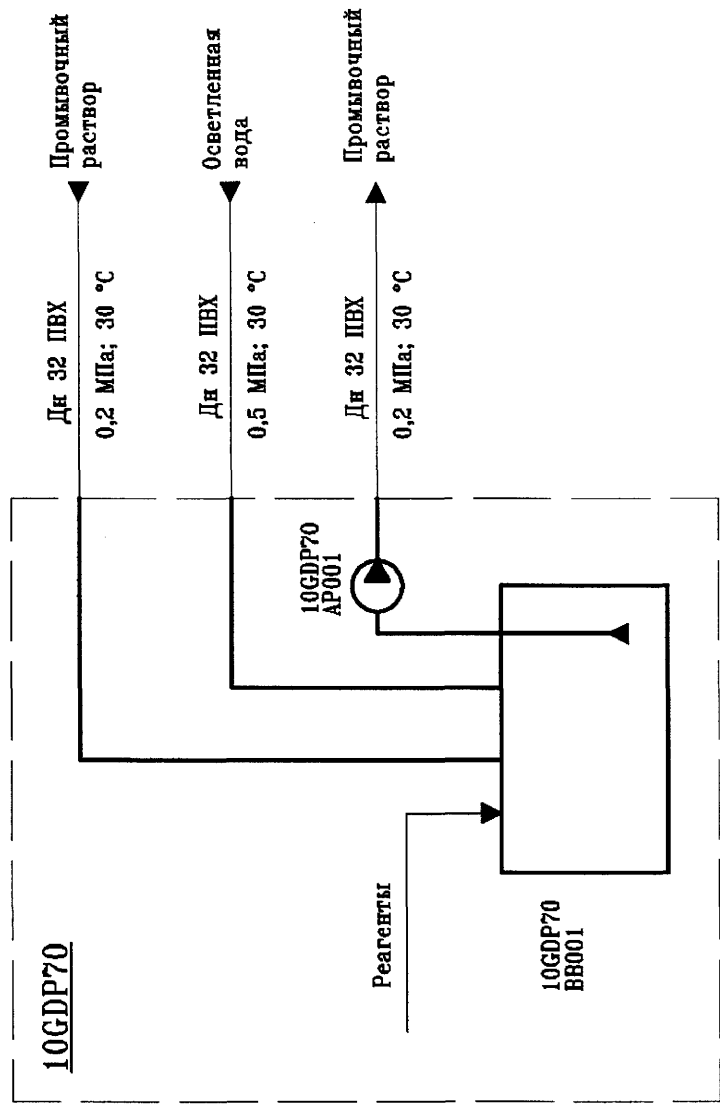 10GDP70
Промывочный
раствор
Дн 32 ПВХ
0,2 МПа; 30 °C
Осветленная
вода
Дн 32 ПВХ
0,5 МПа; 30 °C
Промывочный
раствор
Дн 32 ПВХ
0,2 МПа; 30 °C
10GDP70
AP001
Реагенты
10GDP70
BB001